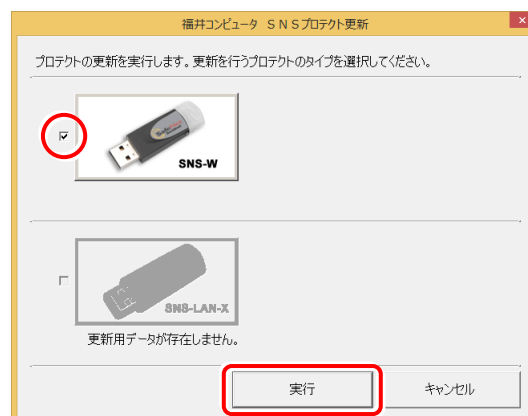 福井コンピュータ ＳＮＳプロテクト更新
プロテクトの更新を実行します。更新を行うプロテクトのタイプを選択してください。
SNS-W
SNS-LAN-X
更新用データが存在しません。
実行
キャンセル